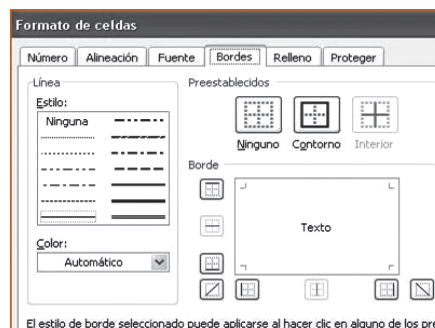 Formato de celdas
Número Alineación Fuente Bordes Relleno Proteger
Línea
Estilo:
Ninguna
Color:
Automático
Preestablecidos
Ninguno Contorno Interior
Borde
Texto
El estilo de borde seleccionado puede aplicarse al hacer clic en alguno de los